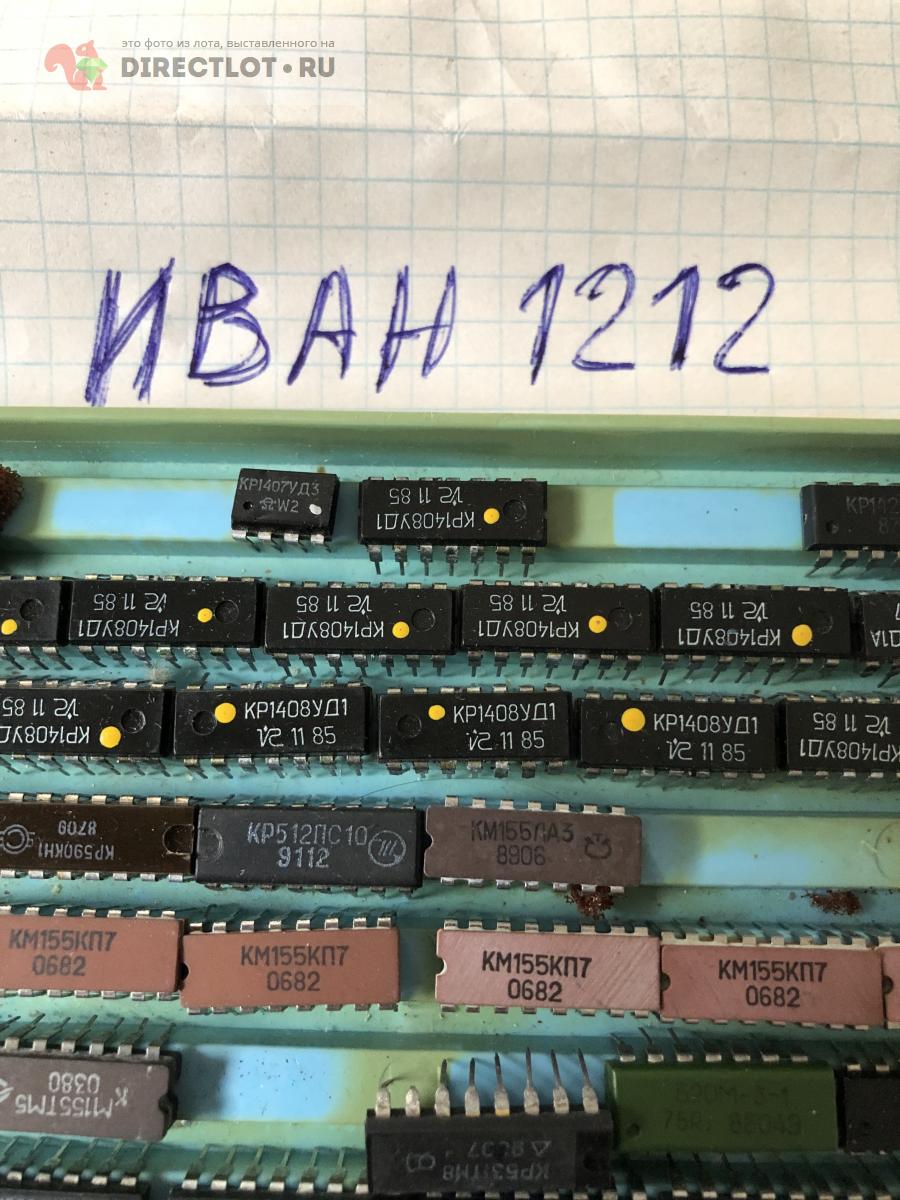 это фото из лота, выставленного на
DIRECTLOT•RU
ИВАН 1212
КР1407УД3
W2
КР1408УД1
11 85
КР142
87
КР1408УД1
11 85
КР1408УД1
11 85
КР1408УД1
11 85
КР1408УД1
11 85
КР1408УД1
11 85
КР1408УД1
11 85
КР1408УД1
11 85
КР1408УД1
11 85
КР1408УД1
11 85
КР590КН1
8709
КР512ПС10
9112
КМ155ЛА3
8906
КМ155КП7
0682
КМ155КП7
0682
КМ155КП7
0682
КМ155КП7
0682
КМ155ТМ5
0380